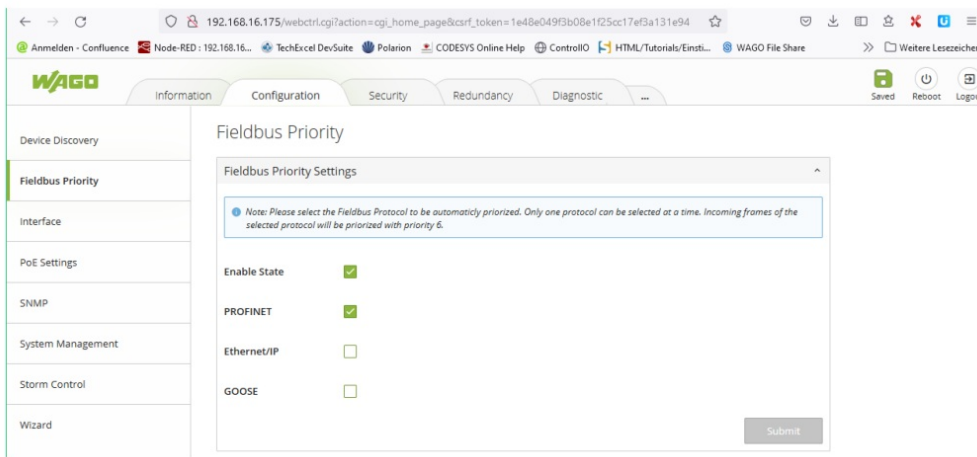 192.168.16.175/webctrl.cgi?action=cgi_home_page&csrf_token=1e48e049f3b08e1f25cc17ef3a131e94
Anmelden - Confluence Node-RED : 192.168.16... TechExcel DevSuite Polarion CODESYS Online Help ControlIO HTML/Tutorials/Einsti... WAGO File Share Weitere Lesezeichen
WAGO
Information Configuration Security Redundancy Diagnostic ... Saved Reboot Logou
Device Discovery
Fieldbus Priority
Interface
PoE Settings
SNMP
System Management
Storm Control
Wizard
Fieldbus Priority
Fieldbus Priority Settings
Note: Please select the Fieldbus Protocol to be automaticly priorized. Only one protocol can be selected at a time. Incoming frames of the
selected protocol will be priorized with priority 6.
Enable State
PROFINET
Ethernet/IP
GOOSE
Submit